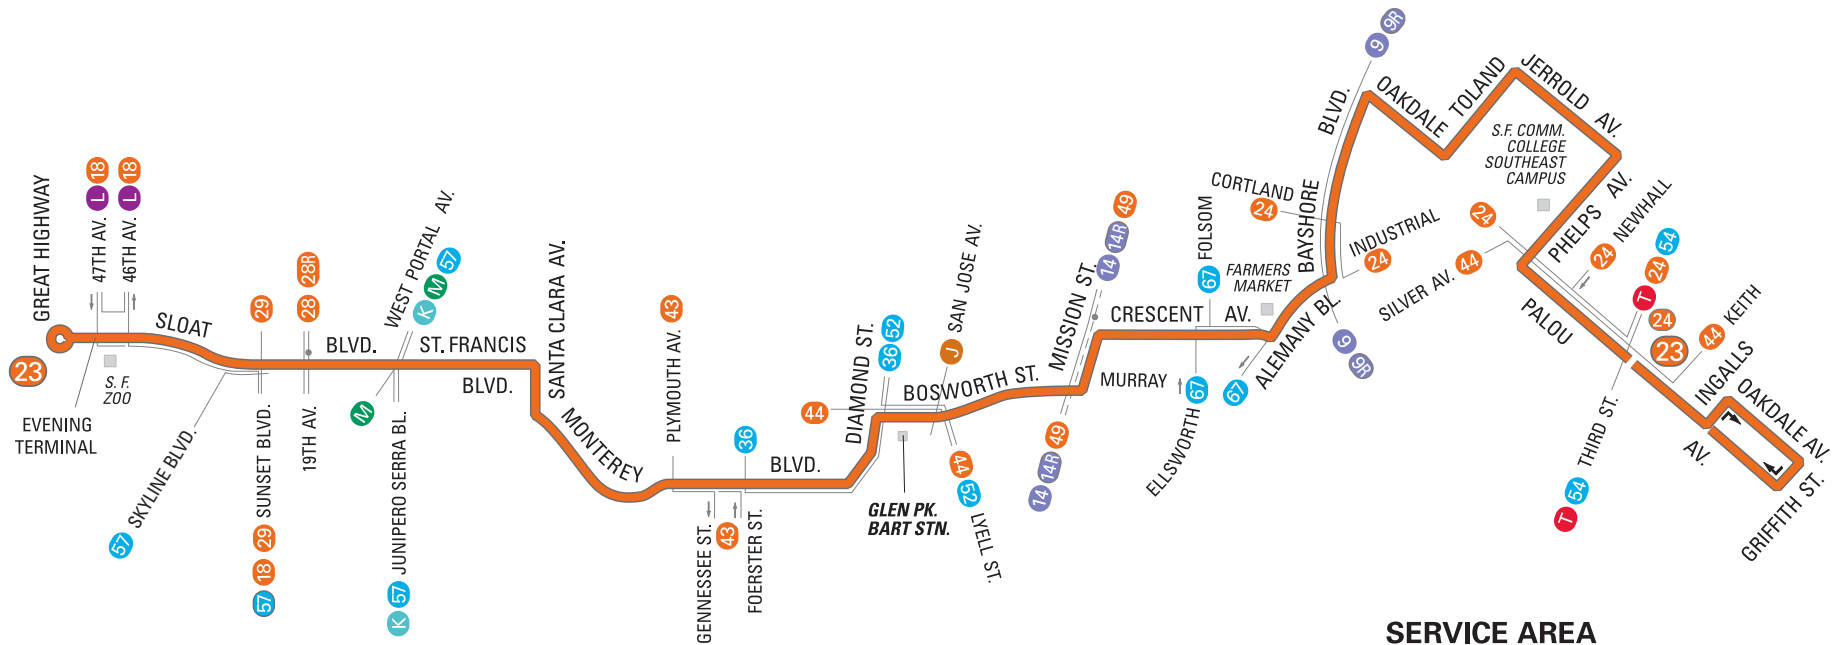 23
GREAT HIGHWAY
EVENING
TERMINAL
47TH AV. L 18
46TH AV. L 18
S. F.
ZOO
SLOAT
BLVD.
57 SKYLINE BLVD.
29
57 18 29 SUNSET BLVD.
28 28R
19TH AV.
WEST PORTAL AV.
K M 57
M
K 57 JUNIPERO SERRA BL.
ST. FRANCIS
BLVD.
SANTA CLARA AV.
MONTEREY
BLVD.
PLYMOUTH AV. 43
GENNESSEE ST.
43
36
FOERSTER ST.
44
DIAMOND ST.
36 52
GLEN PK.
BART STN.
BOSWORTH ST.
J SAN JOSE AV.
44 52 LYELL ST.
MISSION ST.
14 14R 49
14 14R 49
CRESCENT
AV.
MURRAY
ELLSWORTH 67
67 FOLSOM
67
FARMERS
MARKET
ALEMANY BL.
CORTLAND
24
BAYSHORE
BLVD.
9 9R
9 9R
INDUSTRIAL
24
OAKDALE
TOLAND
JERROLD
AV.
S.F. COMM.
COLLEGE
SOUTHEAST
CAMPUS
PHELPS
AV.
24
SILVER AV. 44
24 NEWHALL
T 24 54
24
23
44 KEITH
PALOU
AV.
T 54 THIRD ST.
INGALLS
OAKDALE AV.
GRIFFITH ST.
SERVICE AREA